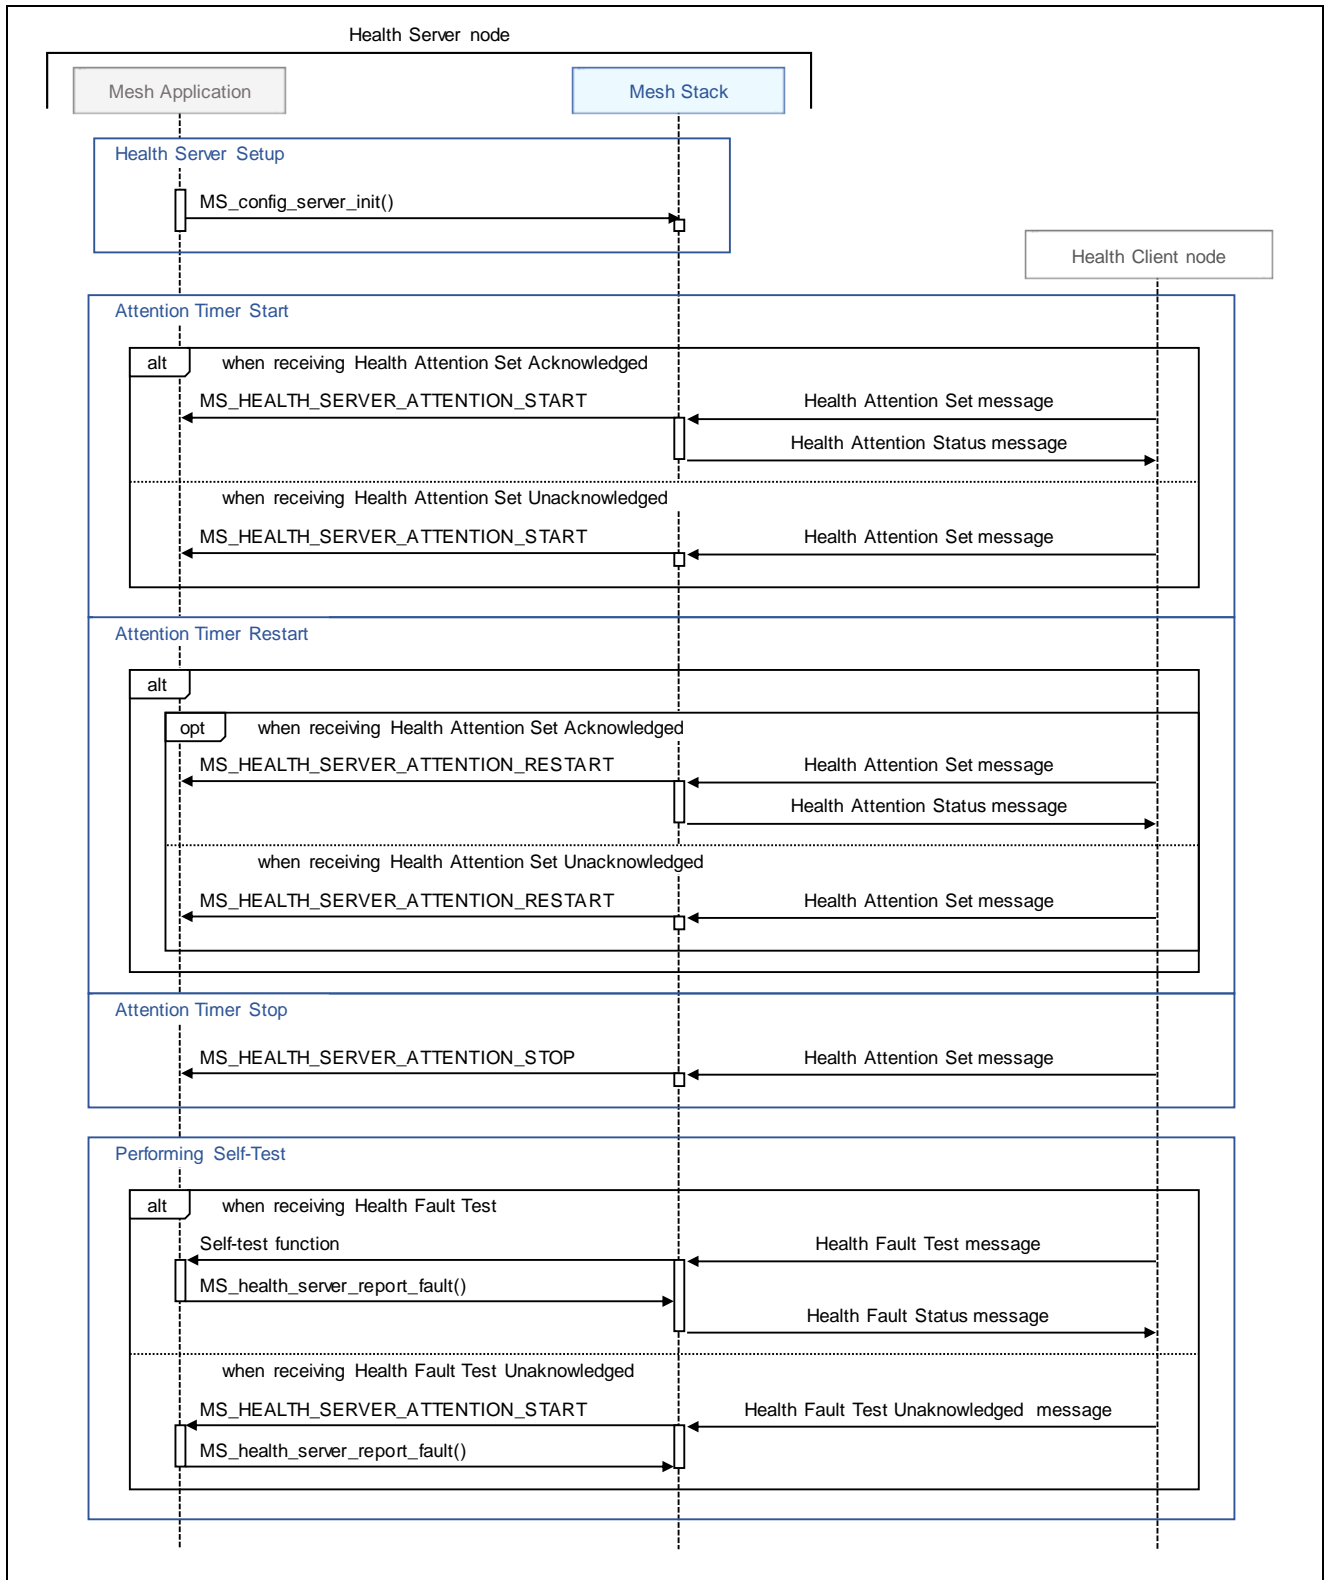 Health Server node
Mesh Application
Mesh Stack
Health Server Setup
MS_config_server_init()
Health Client node
Attention Timer Start
alt
when receiving Health Attention Set Acknowledged
MS_HEALTH_SERVER_ATTENTION_START
Health Attention Set message
Health Attention Status message
when receiving Health Attention Set Unacknowledged
MS_HEALTH_SERVER_ATTENTION_START
Health Attention Set message
Attention Timer Restart
alt
opt
when receiving Health Attention Set Acknowledged
MS_HEALTH_SERVER_ATTENTION_RESTART
Health Attention Set message
Health Attention Status message
when receiving Health Attention Set Unacknowledged
MS_HEALTH_SERVER_ATTENTION_RESTART
Health Attention Set message
Attention Timer Stop
MS_HEALTH_SERVER_ATTENTION_STOP
Health Attention Set message
Performing Self-Test
alt
when receiving Health Fault Test
Self-test function
Health Fault Test message
MS_health_server_report_fault()
Health Fault Status message
when receiving Health Fault Test Unaknowledged
MS_HEALTH_SERVER_ATTENTION_START
Health Fault Test Unaknowledged message
MS_health_server_report_fault()